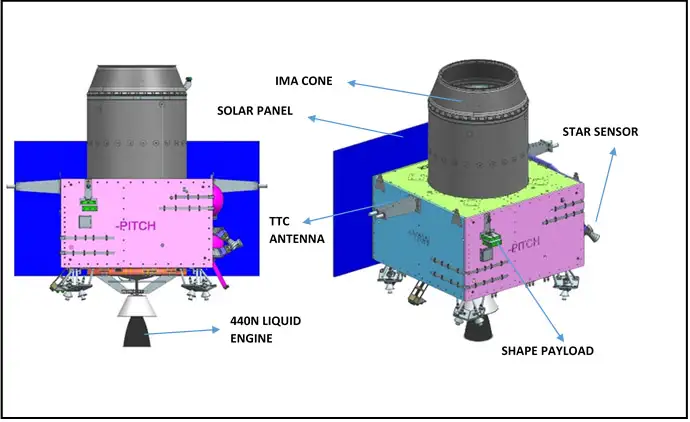 IMA CONE
SOLAR PANEL
STAR SENSOR
TTC
ANTENNA
-PITCH
-PITCH
440N LIQUID
ENGINE
SHAPE PAYLOAD